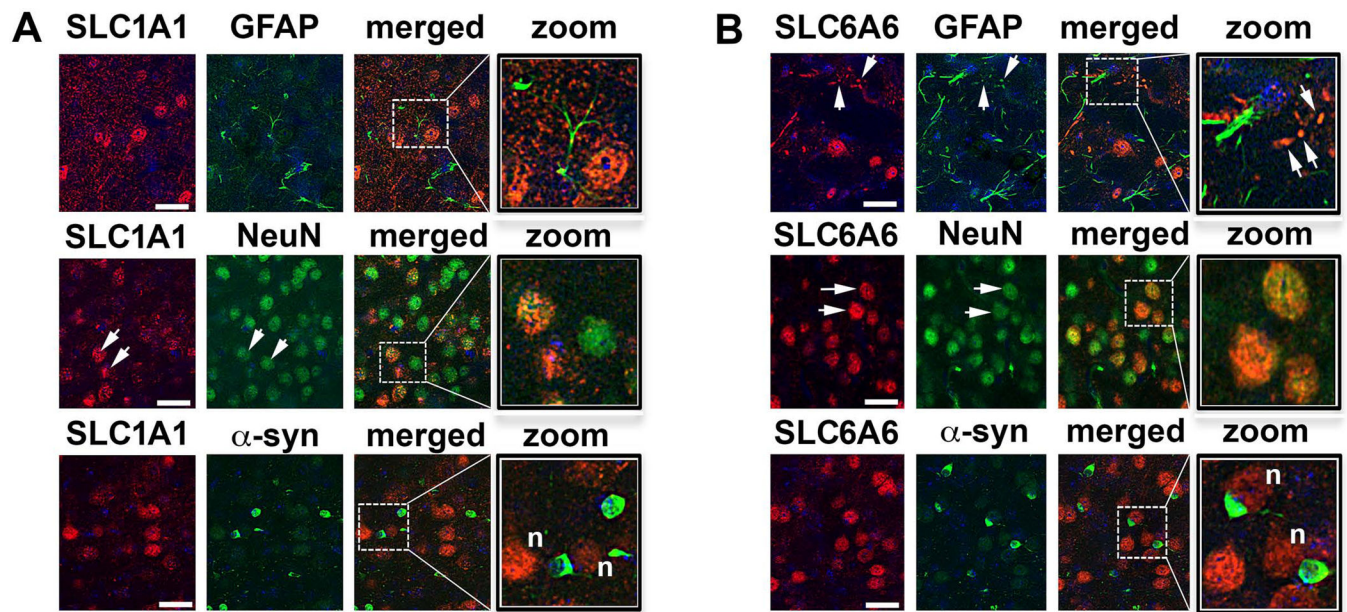 A
SLC1A1 GFAP merged zoom
SLC1A1 NeuN merged zoom
SLC1A1 α-syn merged zoom
n
n
B
SLC6A6 GFAP merged zoom
SLC6A6 NeuN merged zoom
SLC6A6 α-syn merged zoom
n
n